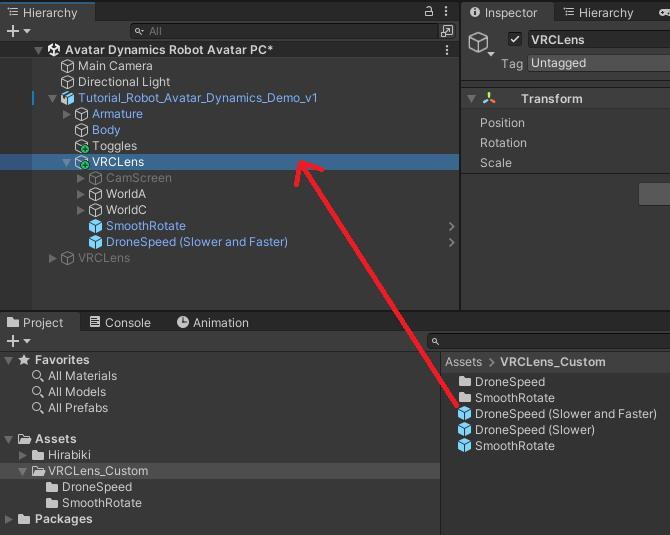 Hierarchy
All
Avatar Dynamics Robot Avatar PC*
Main Camera
Directional Light
Tutorial_Robot_Avatar_Dynamics_Demo_v1
Armature
Body
Toggles
VRCLens
CamScreen
WorldA
WorldC
SmoothRotate
DroneSpeed (Slower and Faster)
VRCLens
Inspector
Hierarchy
VRCLens
Tag Untagged
Transform
Position
Rotation
Scale
Project
Console
Animation
Favorites
All Materials
All Models
All Prefabs
Assets
Hirabiki
VRCLens_Custom
DroneSpeed
SmoothRotate
Packages
Assets > VRCLens_Custom
DroneSpeed
SmoothRotate
DroneSpeed (Slower and Faster)
DroneSpeed (Slower)
SmoothRotate